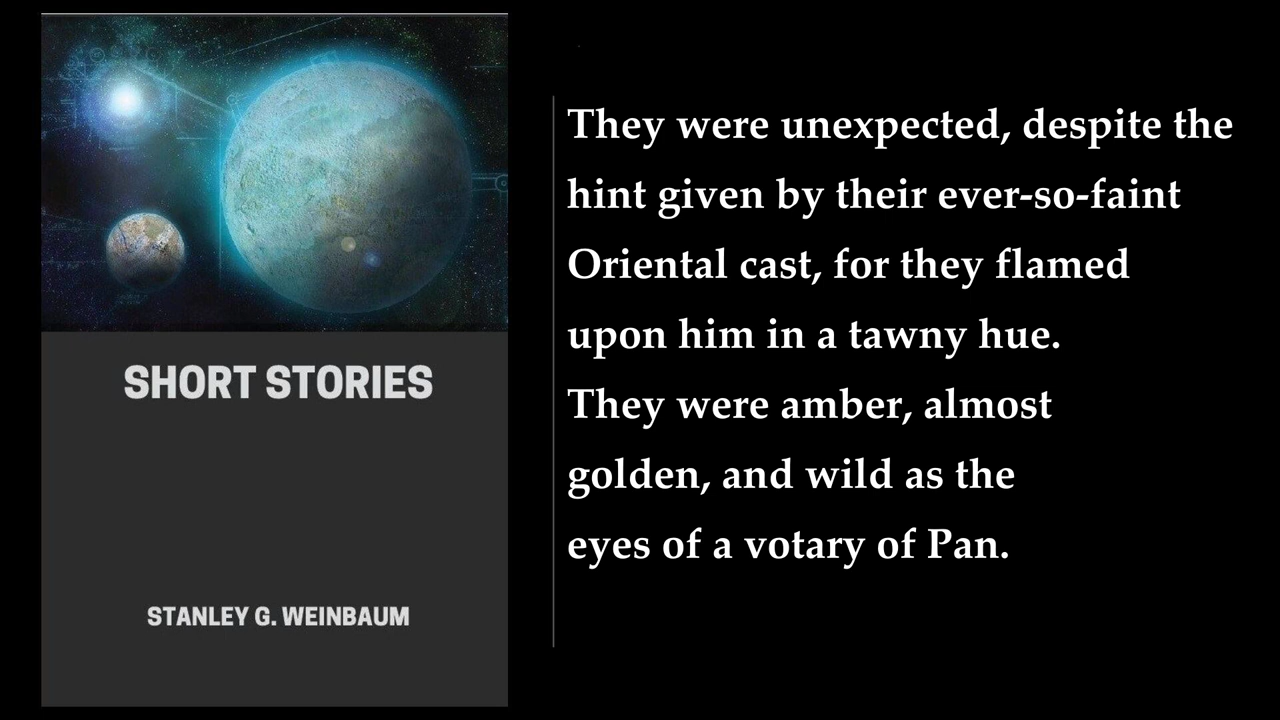 SHORT STORIES
STANLEY G. WEINBAUM
They were unexpected, despite the
hint given by their ever-so-faint
Oriental cast, for they flamed
upon him in a tawny hue.
They were amber, almost
golden, and wild as the
eyes of a votary of Pan.